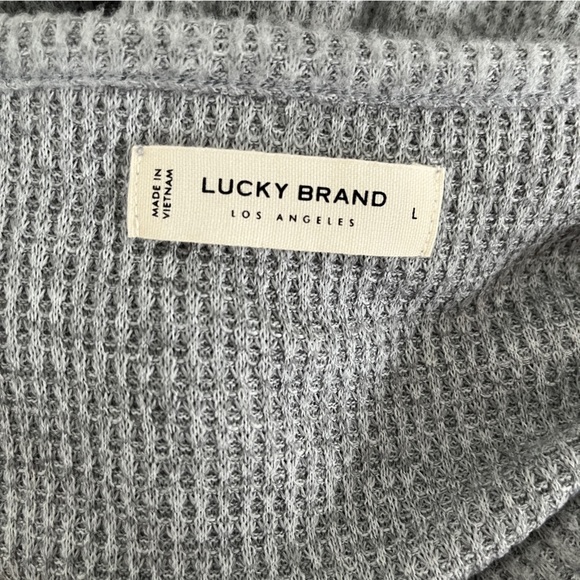 MADE IN
VIETNAM
LUCKY BRAND
LOS ANGELES
L